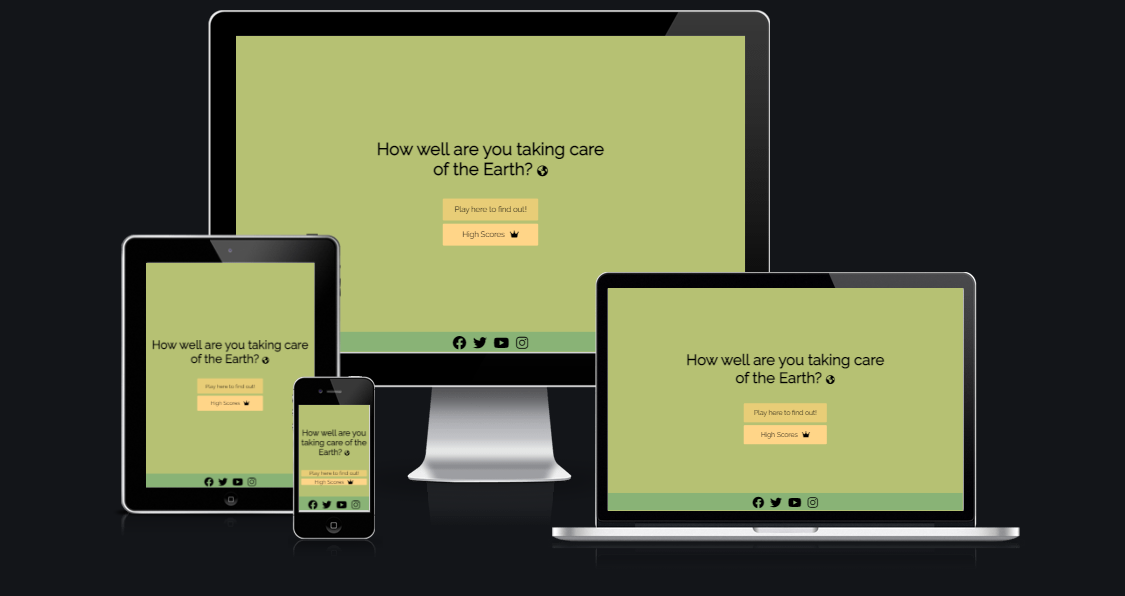 How well are you taking care
of the Earth?
Play here to find out!
High Scores
How well are you taking care
of the Earth?
Play here to find out!
High Scores
How well are you
taking care of the
Earth?
Play here to find out!
High Scores
How well are you taking care
of the Earth?
Play here to find out!
High Scores